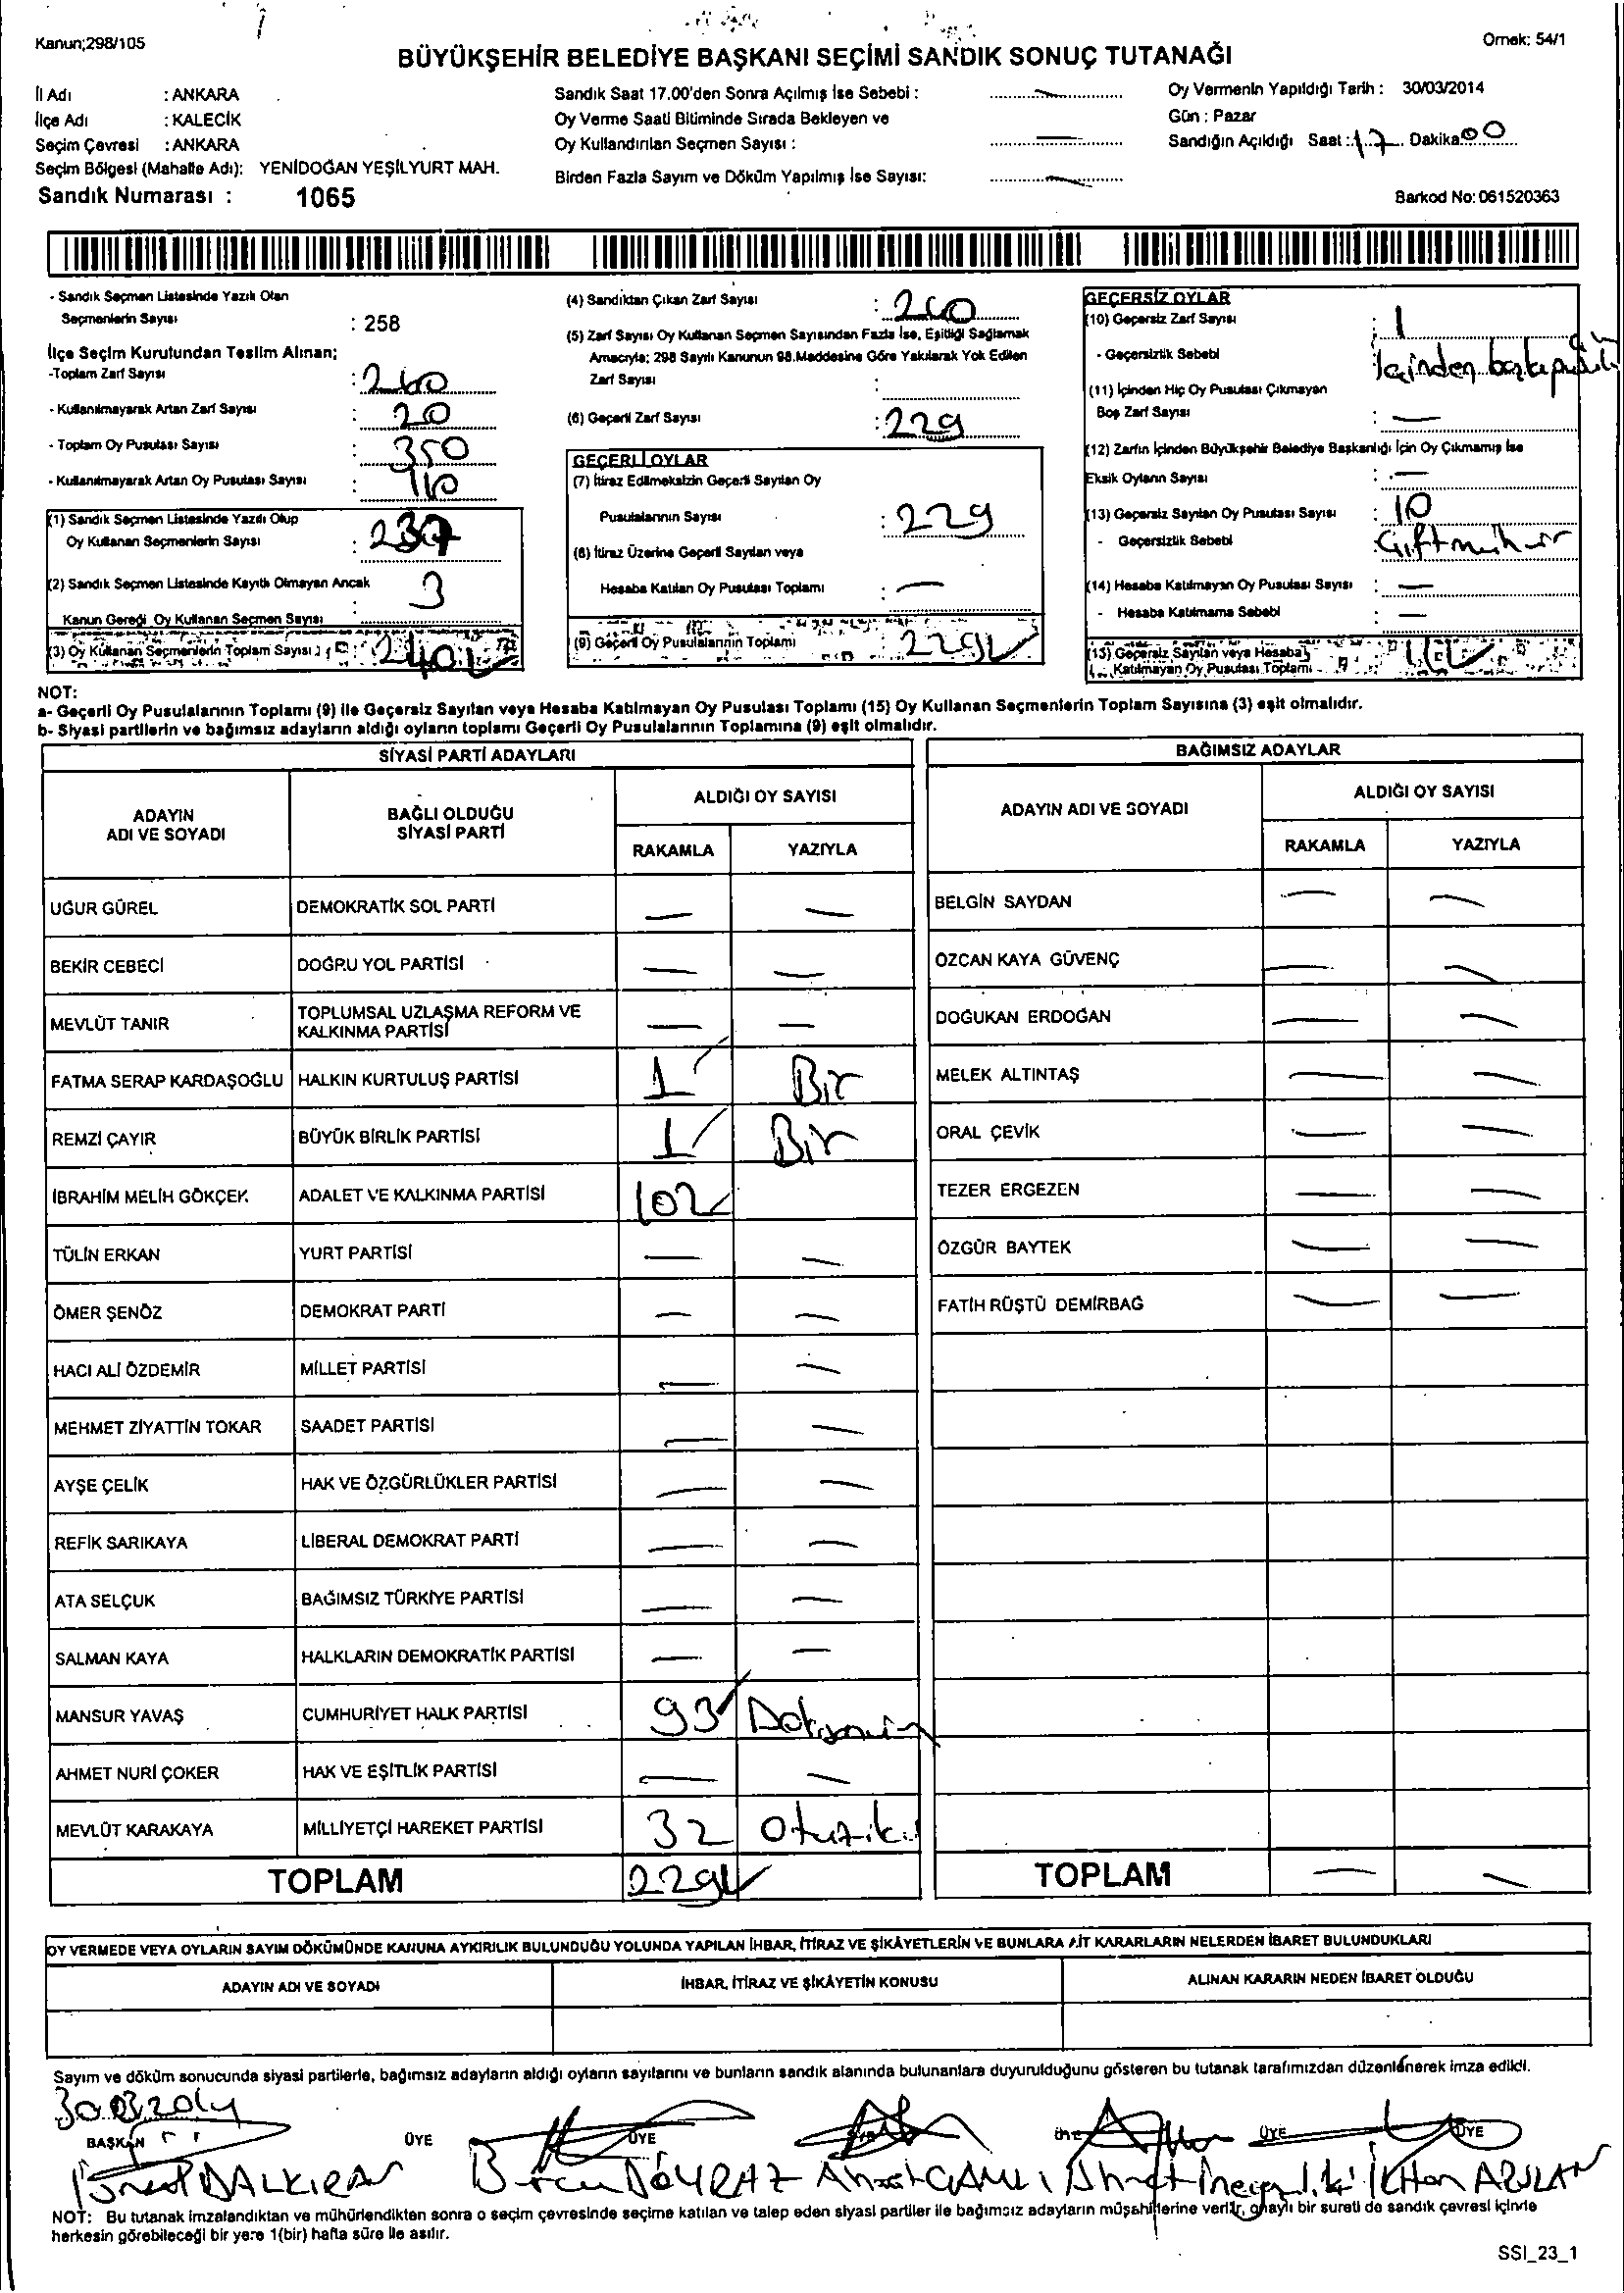 Kanun;298/105
Örnek: 54/1
BÜYÜKŞEHİR BELEDİYE BAŞKANI SEÇİMİ SANDIK SONUÇ TUTANAĞI
İl Adı : ANKARA
İlçe Adı : KALECİK
Seçim Çevresi : ANKARA
Seçim Bölgesi (Mahalle Adı): YENİDOĞAN YEŞİLYURT MAH.
Sandık Numarası : 1065
Sandık Saat 17.00'den Sonra Açılmış İse Sebebi :
Oy Verme Saati Bitiminde Sırada Bekleyen ve
Oy Kullandırılan Seçmen Sayısı :
Birden Fazla Sayım ve Döküm Yapılmış İse Sayısı:
Oy Vermenin Yapıldığı Tarih : 30/03/2014
Gün : Pazar
Sandığın Açıldığı Saat : 17 Dakika 00
Barkod No: 061520363
- Sandık Seçmen Listesinde Yazılı Olan
Seçmenlerin Sayısı : 258
İlçe Seçim Kurulundan Teslim Alınan;
-Toplam Zarf Sayısı : 260
- Kullanılmayarak Artan Zarf Sayısı : 20
- Toplam Oy Pusulası Sayısı : 350
- Kullanılmayarak Artan Oy Pusulası Sayısı : 110
(1) Sandık Seçmen Listesinde Yazılı Olup
Oy Kullanan Seçmenlerin Sayısı : 237
(2) Sandık Seçmen Listesinde Kayıtlı Olmayan Ancak
Kanun Gereği Oy Kullanan Seçmen Sayısı : 3
(3) Oy Kullanan Seçmenlerin Toplam Sayısı : 240
(4) Sandıktan Çıkan Zarf Sayısı : 240
(5) Zarf Sayısı Oy Kullanan Seçmen Sayısından Fazla İse, Eşitliği Sağlamak
Amacıyla; 298 Sayılı Kanunun 98.Maddesine Göre Yakılarak Yok Edilen
Zarf Sayısı :
(6) Geçerli Zarf Sayısı : 229
GEÇERLİ OYLAR
(7) İtiraz Edilmeksizin Geçerli Sayılan Oy
Pusulalarının Sayısı : 229
(8) İtiraz Üzerine Geçerli Sayılan veya
Hesaba Katılan Oy Pusulası Toplamı : —
(9) Geçerli Oy Pusulalarının Toplamı 229
GEÇERSİZ OYLAR
(10) Geçersiz Zarf Sayısı : 1
- Geçersizlik Sebebi : İçinden
(11) İçinden Hiç Oy Pusulası Çıkmayan
Boş Zarf Sayısı : —
(12) Zarfın İçinden Büyükşehir Belediye Başkanlığı İçin Oy Çıkmamış İse
Eksik Oyların Sayısı : —
(13) Geçersiz Sayılan Oy Pusulası Sayısı : 10
- Geçersizlik Sebebi : Çift mühür
(14) Hesaba Katılmayan Oy Pusulası Sayısı : —
- Hesaba Katılmama Sebebi : —
(15) Geçersiz Sayılan veya Hesaba
Katılmayan Oy Pusulası Toplamı 11
NOT:
a- Geçerli Oy Pusulalarının Toplamı (9) ile Geçersiz Sayılan veya Hesaba Katılmayan Oy Pusulası Toplamı (15) Oy Kullanan Seçmenlerin Toplam Sayısına (3) eşit olmalıdır.
b- Siyasi partilerin ve bağımsız adayların aldığı oyların toplamı Geçerli Oy Pusulalarının Toplamına (9) eşit olmalıdır.
SİYASİ PARTİ ADAYLARI
ADAYIN ADI VE SOYADI
BAĞLI OLDUĞU SİYASİ PARTİ
ALDIĞI OY SAYISI
RAKAMLA YAZIYLA
UĞUR GÜREL DEMOKRATİK SOL PARTİ — —
BEKİR CEBECİ DOĞRU YOL PARTİSİ — —
MEVLÜT TANIR TOPLUMSAL UZLAŞMA REFORM VE KALKINMA PARTİSİ — —
FATMA SERAP KARDAŞOĞLU HALKIN KURTULUŞ PARTİSİ 1 Bir
REMZİ ÇAYIR BÜYÜK BİRLİK PARTİSİ 1 Bir
İBRAHİM MELİH GÖKÇEK ADALET VE KALKINMA PARTİSİ 102
TÜLİN ERKAN YURT PARTİSİ — —
ÖMER ŞENÖZ DEMOKRAT PARTİ — —
HACI ALİ ÖZDEMİR MİLLET PARTİSİ — —
MEHMET ZİYATTİN TOKAR SAADET PARTİSİ — —
AYŞE ÇELİK HAK VE ÖZGÜRLÜKLER PARTİSİ — —
REFİK SARIKAYA LİBERAL DEMOKRAT PARTİ — —
ATA SELÇUK BAĞIMSIZ TÜRKİYE PARTİSİ — —
SALMAN KAYA HALKLARIN DEMOKRATİK PARTİSİ — —
MANSUR YAVAŞ CUMHURİYET HALK PARTİSİ 93
AHMET NURİ ÇOKER HAK VE EŞİTLİK PARTİSİ — —
MEVLÜT KARAKAYA MİLLİYETÇİ HAREKET PARTİSİ 32 Otuziki
TOPLAM 229
BAĞIMSIZ ADAYLAR
ADAYIN ADI VE SOYADI
ALDIĞI OY SAYISI
RAKAMLA YAZIYLA
BELGİN SAYDAN — —
ÖZCAN KAYA GÜVENÇ — —
DOĞUKAN ERDOĞAN — —
MELEK ALTINTAŞ — —
ORAL ÇEVİK — —
TEZER ERGEZEN — —
ÖZGÜR BAYTEK — —
FATİH RÜŞTÜ DEMİRBAĞ — —
TOPLAM — —
OY VERMEDE VEYA OYLARIN SAYIM DÖKÜMÜNDE KANUNA AYKIRILIK BULUNDUĞU YOLUNDA YAPILAN İHBAR, İTİRAZ VE ŞİKÂYETLERİN VE BUNLARA AİT KARARLARIN NELERDEN İBARET BULUNDUKLARI
ADAYIN ADI VE SOYADI İHBAR, İTİRAZ VE ŞİKÂYETİN KONUSU ALINAN KARARIN NEDEN İBARET OLDUĞU
Sayım ve döküm sonucunda siyasi partilerle, bağımsız adayların aldığı oyların sayılarını ve bunların sandık alanında bulunanlara duyurulduğunu gösteren bu tutanak tarafımızdan düzenlenerek imza edildi.
30.03.2014
BAŞKAN ÜYE ÜYE ÜYE ÜYE ÜYE
DALKIRAN Burcu POYRAZ Ahmet İlhan ARSLAN
NOT: Bu tutanak imzalandıktan ve mühürlendikten sonra o seçim çevresinde seçime katılan ve talep eden siyasi partiler ile bağımsız adayların müşahitlerine verilir, onaylı bir sureti de sandık çevresi içinde
herkesin görebileceği bir yere 1(bir) hafta süre ile asılır.
SSI_23_1